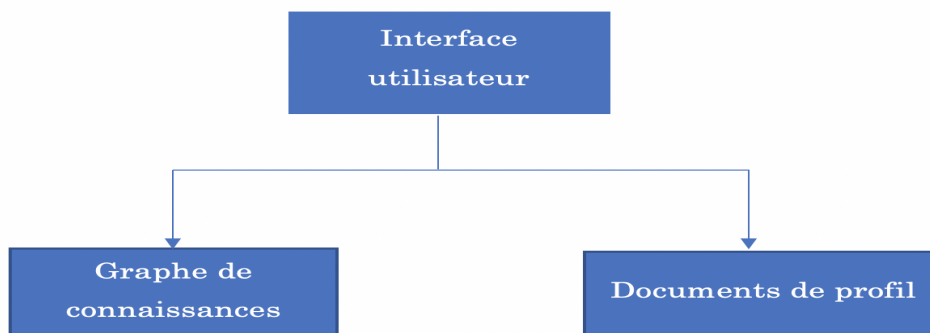 Interface
utilisateur
Graphe de
connaissances
Documents de profil